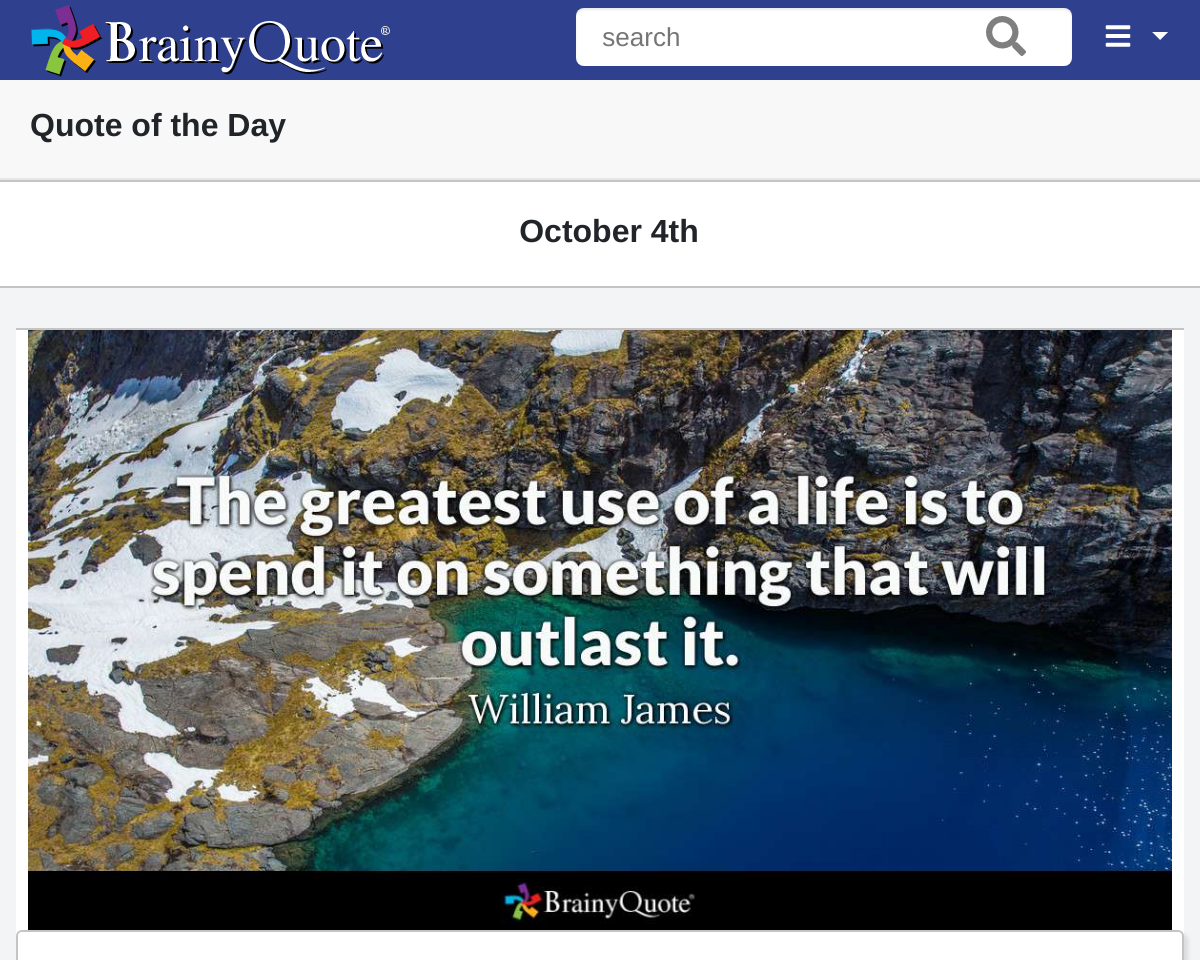 BrainyQuote®
search
Quote of the Day
October 4th
The greatest use of a life is to
spend it on something that will
outlast it.
William James
BrainyQuote®